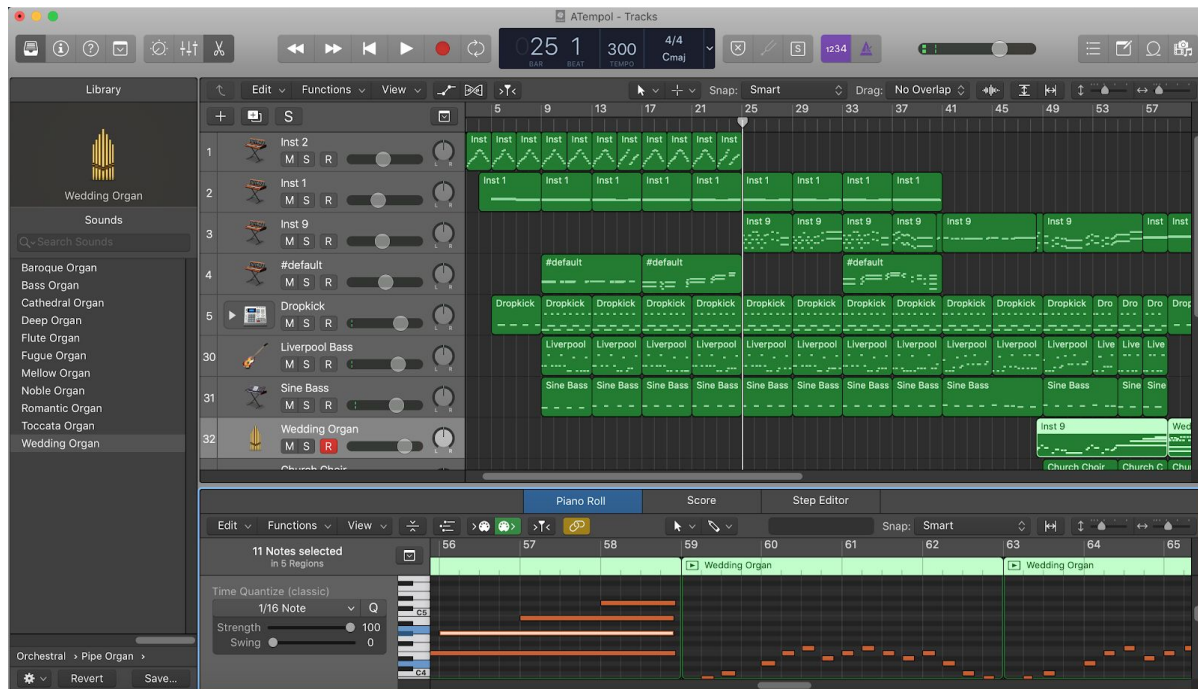 ATempol - Tracks
25 1 300 4/4
Cmaj
BAR BEAT TEMPO
S
1234
Library
Edit Functions View
Snap: Smart
Drag: No Overlap
5 9 13 17 21 25 29 33 37 41 45 49 53 57
S
Wedding Organ
Sounds
Search Sounds
Baroque Organ
Bass Organ
Cathedral Organ
Deep Organ
Flute Organ
Fugue Organ
Mellow Organ
Noble Organ
Romantic Organ
Toccata Organ
Wedding Organ
Orchestral > Pipe Organ >
Revert Save...
1 Inst 2
M S R
L R
Inst Inst Inst Inst Inst Inst Inst Inst Inst Inst Inst
2 Inst 1
M S R
L R
Inst 1 Inst 1 Inst 1 Inst 1 Inst 1 Inst 1 Inst 1 Inst 1 Inst 1
3 Inst 9
M S R
L R
Inst 9 Inst 9 Inst 9 Inst 9 Inst 9 Inst 9 Inst Inst
4 #default
M S R
L R
#default #default #default
5 Dropkick
M S R
L R
Dropkick Dropkick Dropkick Dropkick Dropkick Dropkick Dropkick Dropkick Dropkick Dropkick Dropkick Dropkick Dro Dro Dro Drop
30 Liverpool Bass
M S R
L R
Liverpool Liverpool Liverpool Liverpool Liverpool Liverpool Liverpool Liverpool Liverpool Liverpool Liverpool Live Live Live
31 Sine Bass
M S R
L R
Sine Bass Sine Bass Sine Bass Sine Bass Sine Bass Sine Bass Sine Bass Sine Bass Sine Bass Sine Bass Sine Sine
32 Wedding Organ
M S R
L R
Inst 9 Wed
Church Choir
Church Choir Church C Chu
Piano Roll Score Step Editor
Edit Functions View
Snap: Smart
11 Notes selected
in 5 Regions
56 57 58 59 60 61 62 63 64 65
Wedding Organ Wedding Organ
Time Quantize (classic)
1/16 Note Q
Strength 100
Swing 0
C5
C4